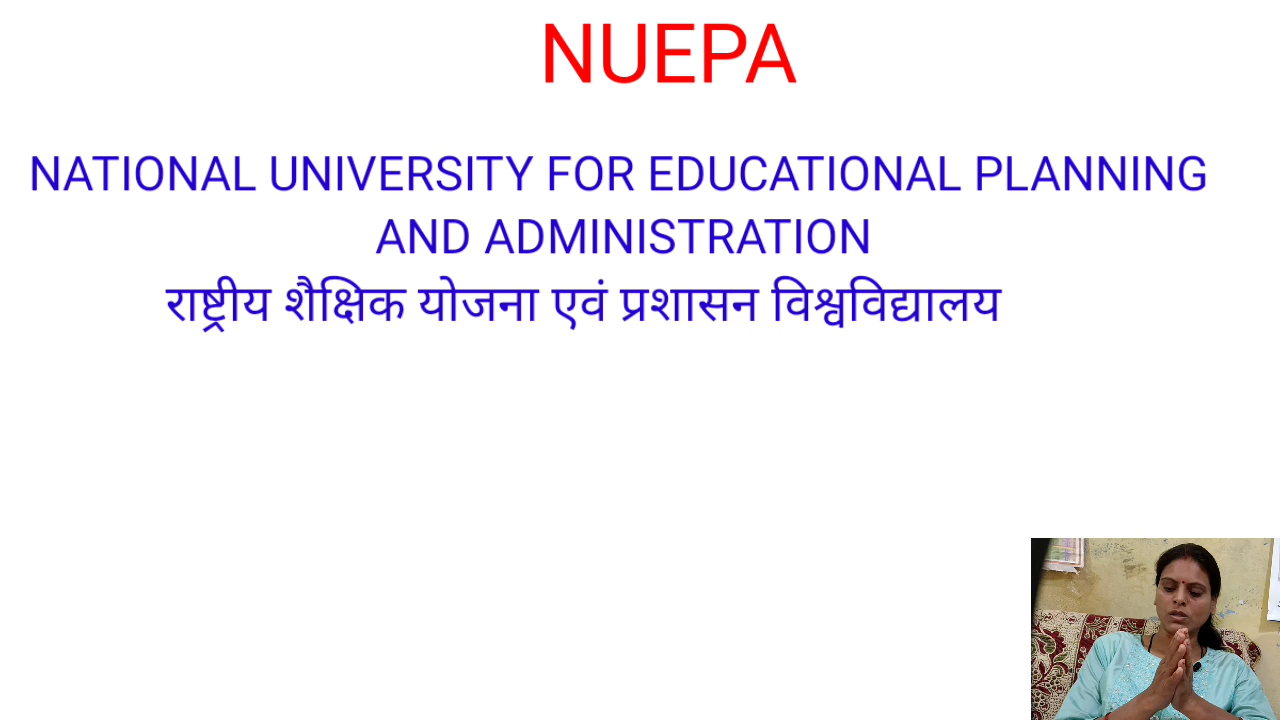 NUEPA
NATIONAL UNIVERSITY FOR EDUCATIONAL PLANNING
AND ADMINISTRATION
राष्ट्रीय शैक्षिक योजना एवं प्रशासन विश्वविद्यालय